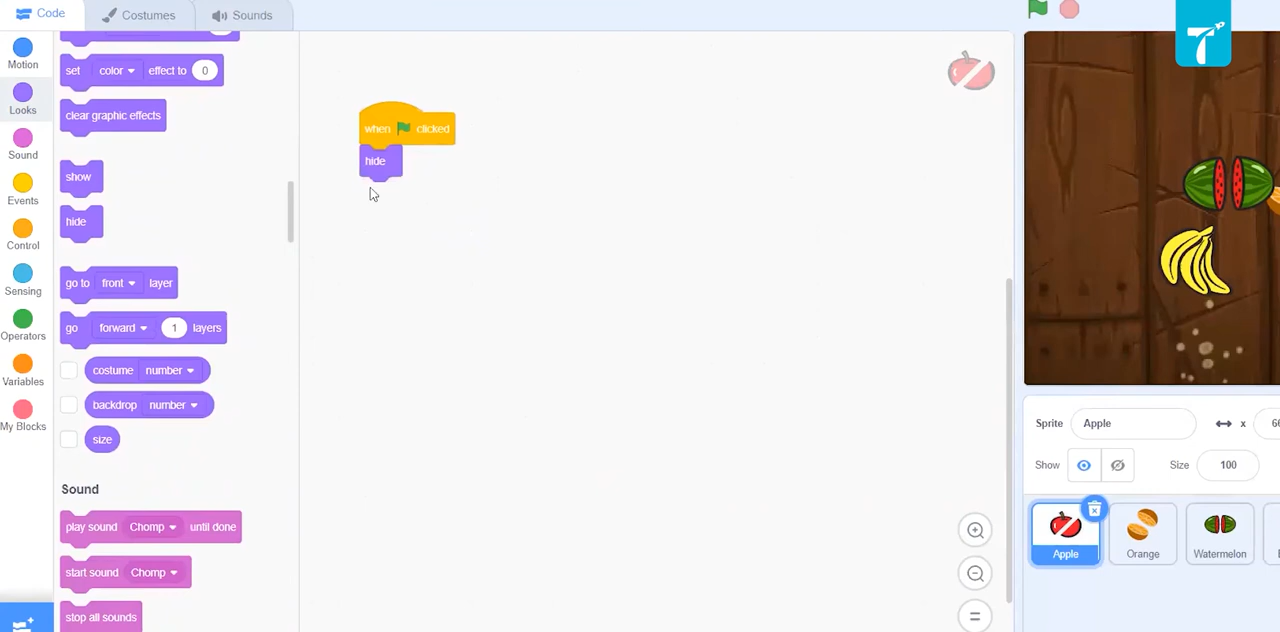 Code
Costumes
Sounds
Motion
Looks
Sound
Events
Control
Sensing
Operators
Variables
My Blocks
set color effect to 0
clear graphic effects
show
hide
go to front layer
go forward 1 layers
costume number
backdrop number
size
Sound
play sound Chomp until done
start sound Chomp
stop all sounds
when clicked
hide
Sprite Apple x
Show Size 100
Apple
Orange
Watermelon